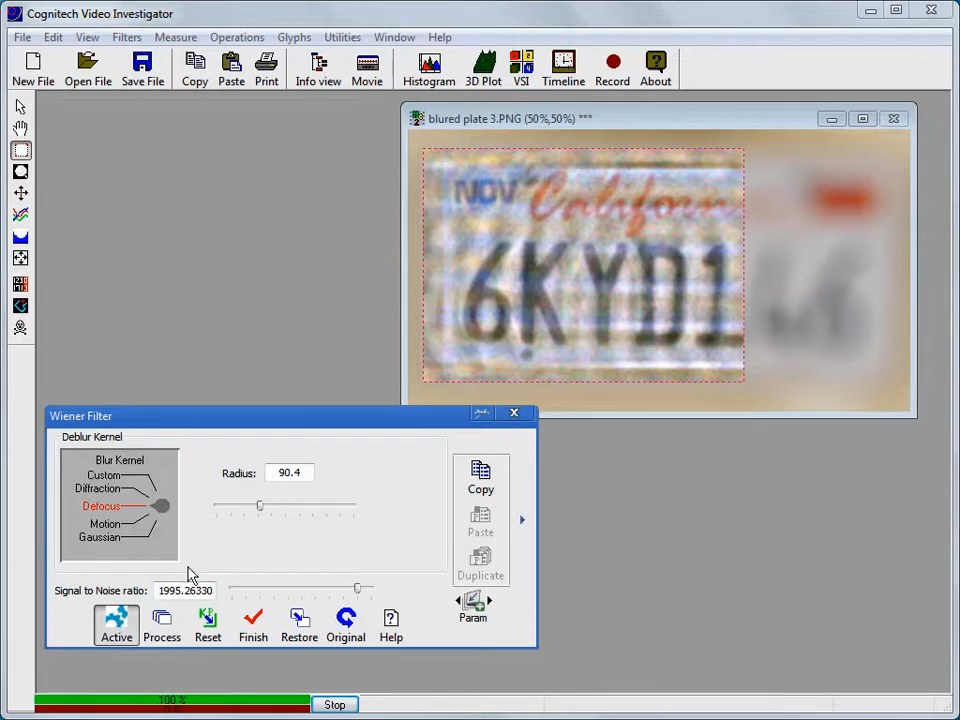 Cognitech Video Investigator
File Edit View Filters Measure Operations Glyphs Utilities Window Help
New File Open File Save File Copy Paste Print Info view Movie Histogram 3D Plot VSI Timeline Record About
blured plate 3.PNG (50%,50%) ***
NOV Californ
6KYD1
Wiener Filter
Deblur Kernel
Blur Kernel
Custom
Diffraction
Defocus
Motion
Gaussian
Radius: 90.4
Copy
Paste
Duplicate
Signal to Noise ratio: 1995.26330
Param
Active Process Reset Finish Restore Original Help
100 %
Stop